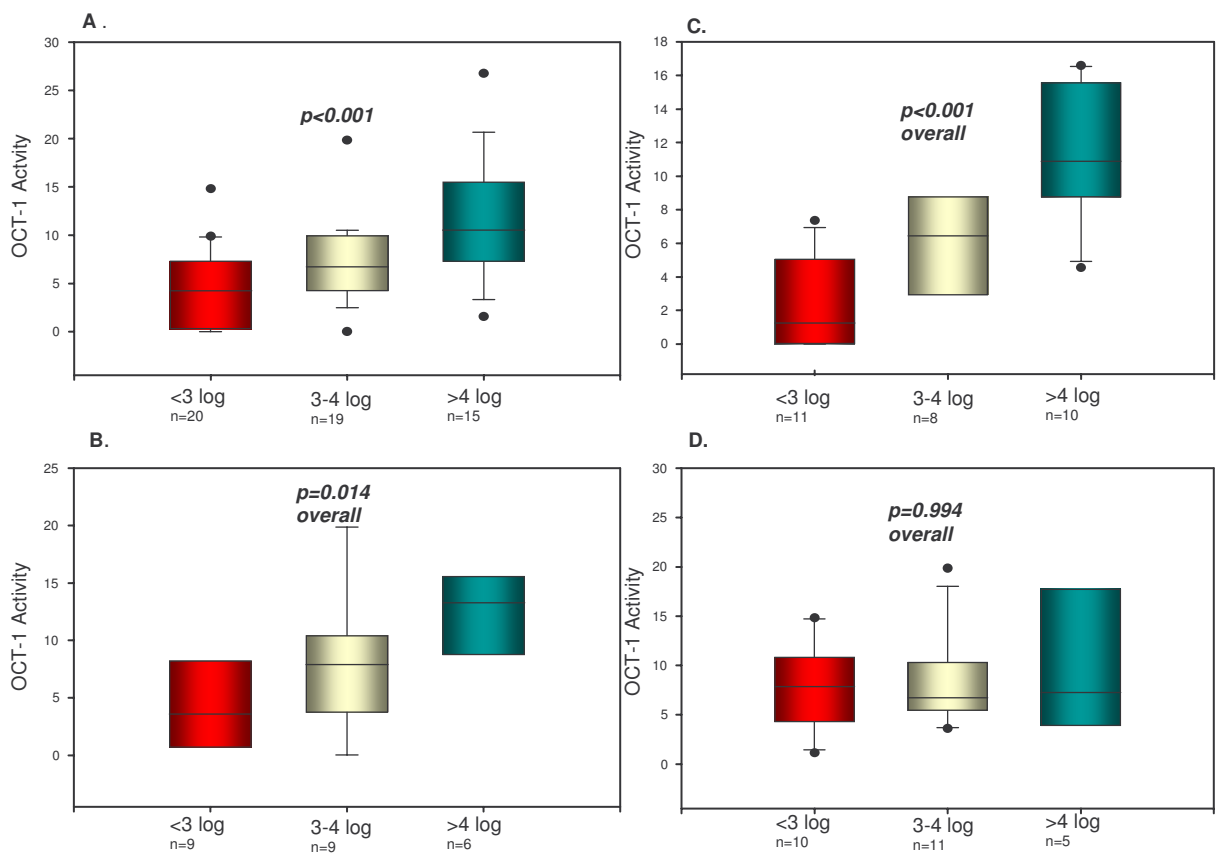 A .
30
25
20
15
10
5
0
OCT-1 Actvity
p<0.001
<3 log
n=20
3-4 log
n=19
>4 log
n=15
C.
18
16
14
12
10
8
6
4
2
0
OCT-1 Activity
p<0.001
overall
<3 log
n=11
3-4 log
n=8
>4 log
n=10
B.
25
20
15
10
5
0
OCT-1 Activity
p=0.014
overall
<3 log
n=9
3-4 log
n=9
>4 log
n=6
D.
30
25
20
15
10
5
0
OCT-1 Activity
p=0.994
overall
<3 log
n=10
3-4 log
n=11
>4 log
n=5